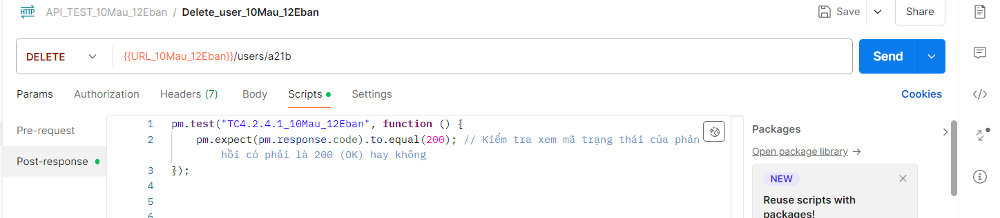 HTTP API_TEST_10Mau_12Eban / Delete_user_10Mau_12Eban Save Share
DELETE {{URL_10Mau_12Eban}}/users/a21b Send
Params Authorization Headers (7) Body Scripts Settings Cookies
Pre-request
Post-response
1 pm.test("TC4.2.4.1_10Mau_12Eban", function () {
2 pm.expect(pm.response.code).to.equal(200); // Kiểm tra xem mã trạng thái của phản
hồi có phải là 200 (OK) hay không
3 });
4
5
6
Packages
Open package library →
NEW
Reuse scripts with
packages!